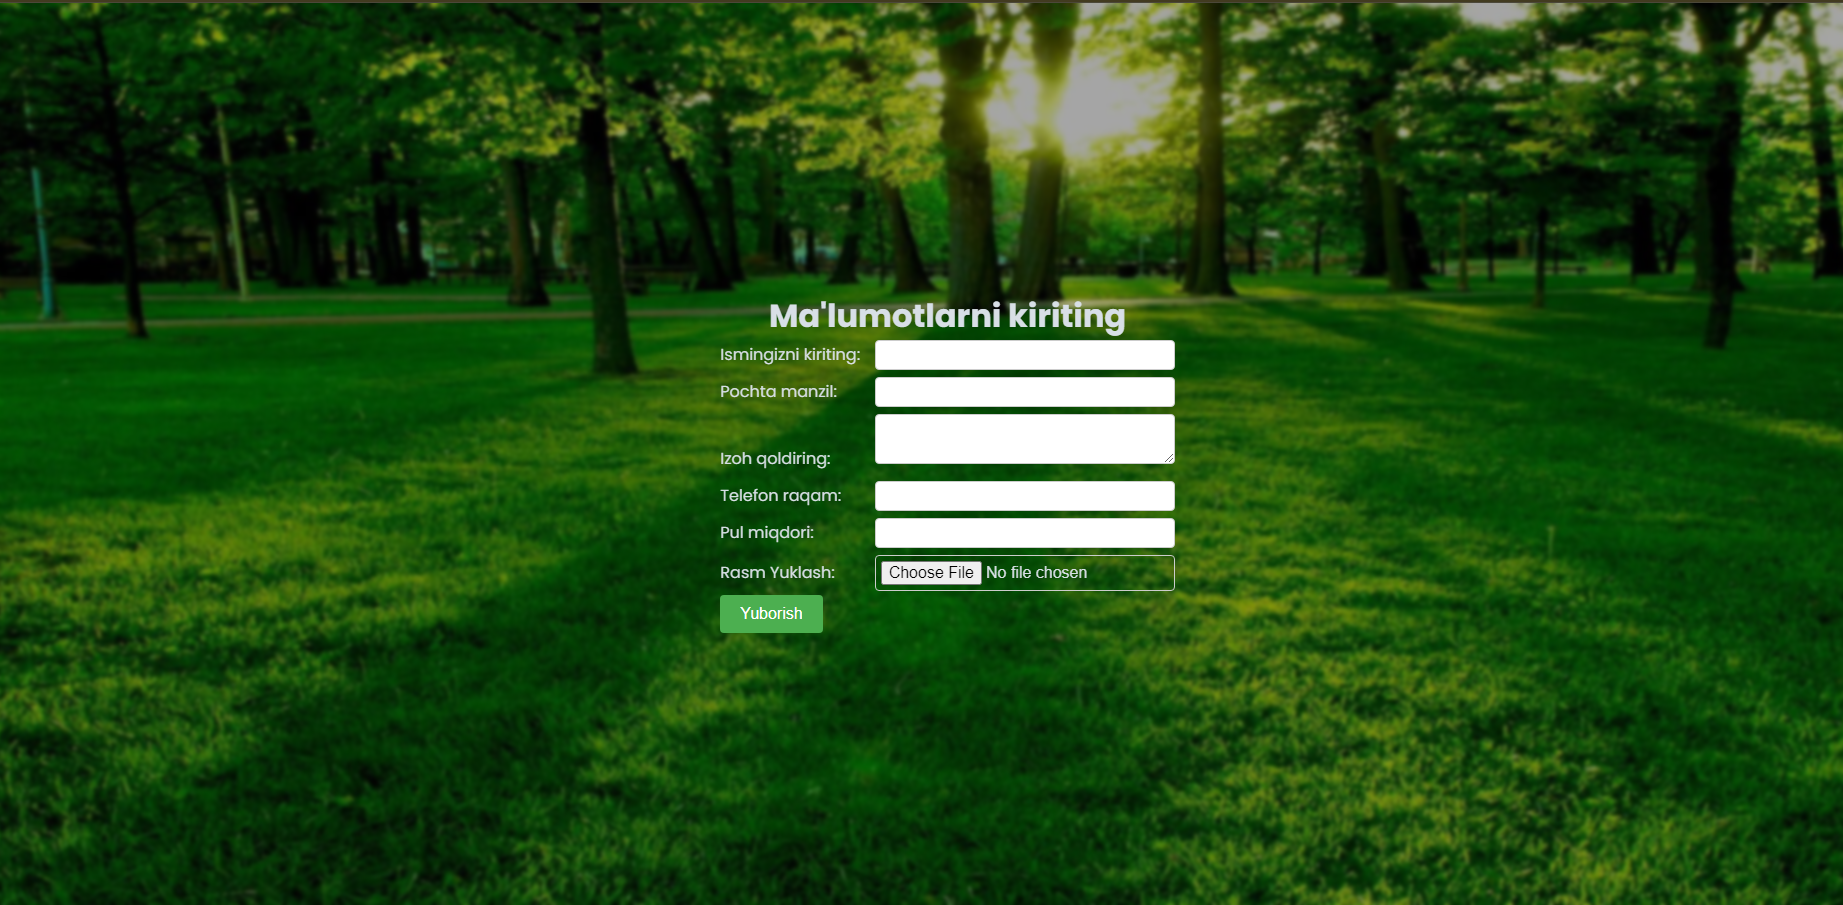 Ma'lumotlarni kiriting
Ismingizni kiriting:
Pochta manzil:
Izoh qoldiring:
Telefon raqam:
Pul miqdori:
Rasm Yuklash: Choose File No file chosen
Yuborish